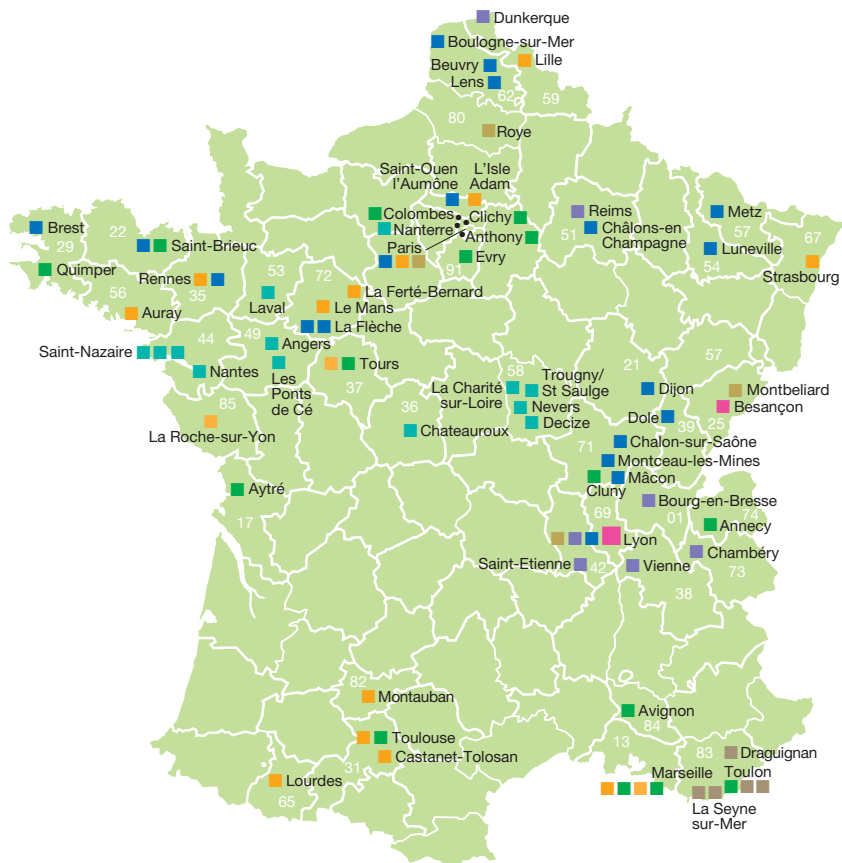 Dunkerque
Boulogne-sur-Mer
Beuvry
Lille
Lens
62
59
80
Roye
Saint-Ouen
l'Aumône
L'Isle
Adam
Colombes
Clichy
Nanterre
Anthony
Paris
Evry
91
Reims
51
Châlons-en
Champagne
Metz
57
Luneville
54
67
Strasbourg
Brest
29
22
Saint-Brieuc
Quimper
Rennes
35
56
Auray
53
Laval
72
La Ferté-Bernard
Le Mans
La Flèche
44
49
Angers
Saint-Nazaire
Nantes
Les
Ponts
de Cé
Tours
37
58
La Charité
sur-Loire
Trougny/
St Saulge
Nevers
Decize
21
Dijon
57
Montbeliard
Besançon
25
Dole
39
85
La Roche-sur-Yon
36
Chateauroux
71
Chalon-sur-Saône
Montceau-les-Mines
Mâcon
Cluny
Aytré
17
Bourg-en-Bresse
69
01
74
Annecy
Lyon
Chambéry
Saint-Etienne
42
Vienne
73
38
82
Montauban
Avignon
84
Toulouse
13
83
Draguignan
Castanet-Tolosan
31
Marseille
Toulon
Lourdes
65
La Seyne
sur-Mer